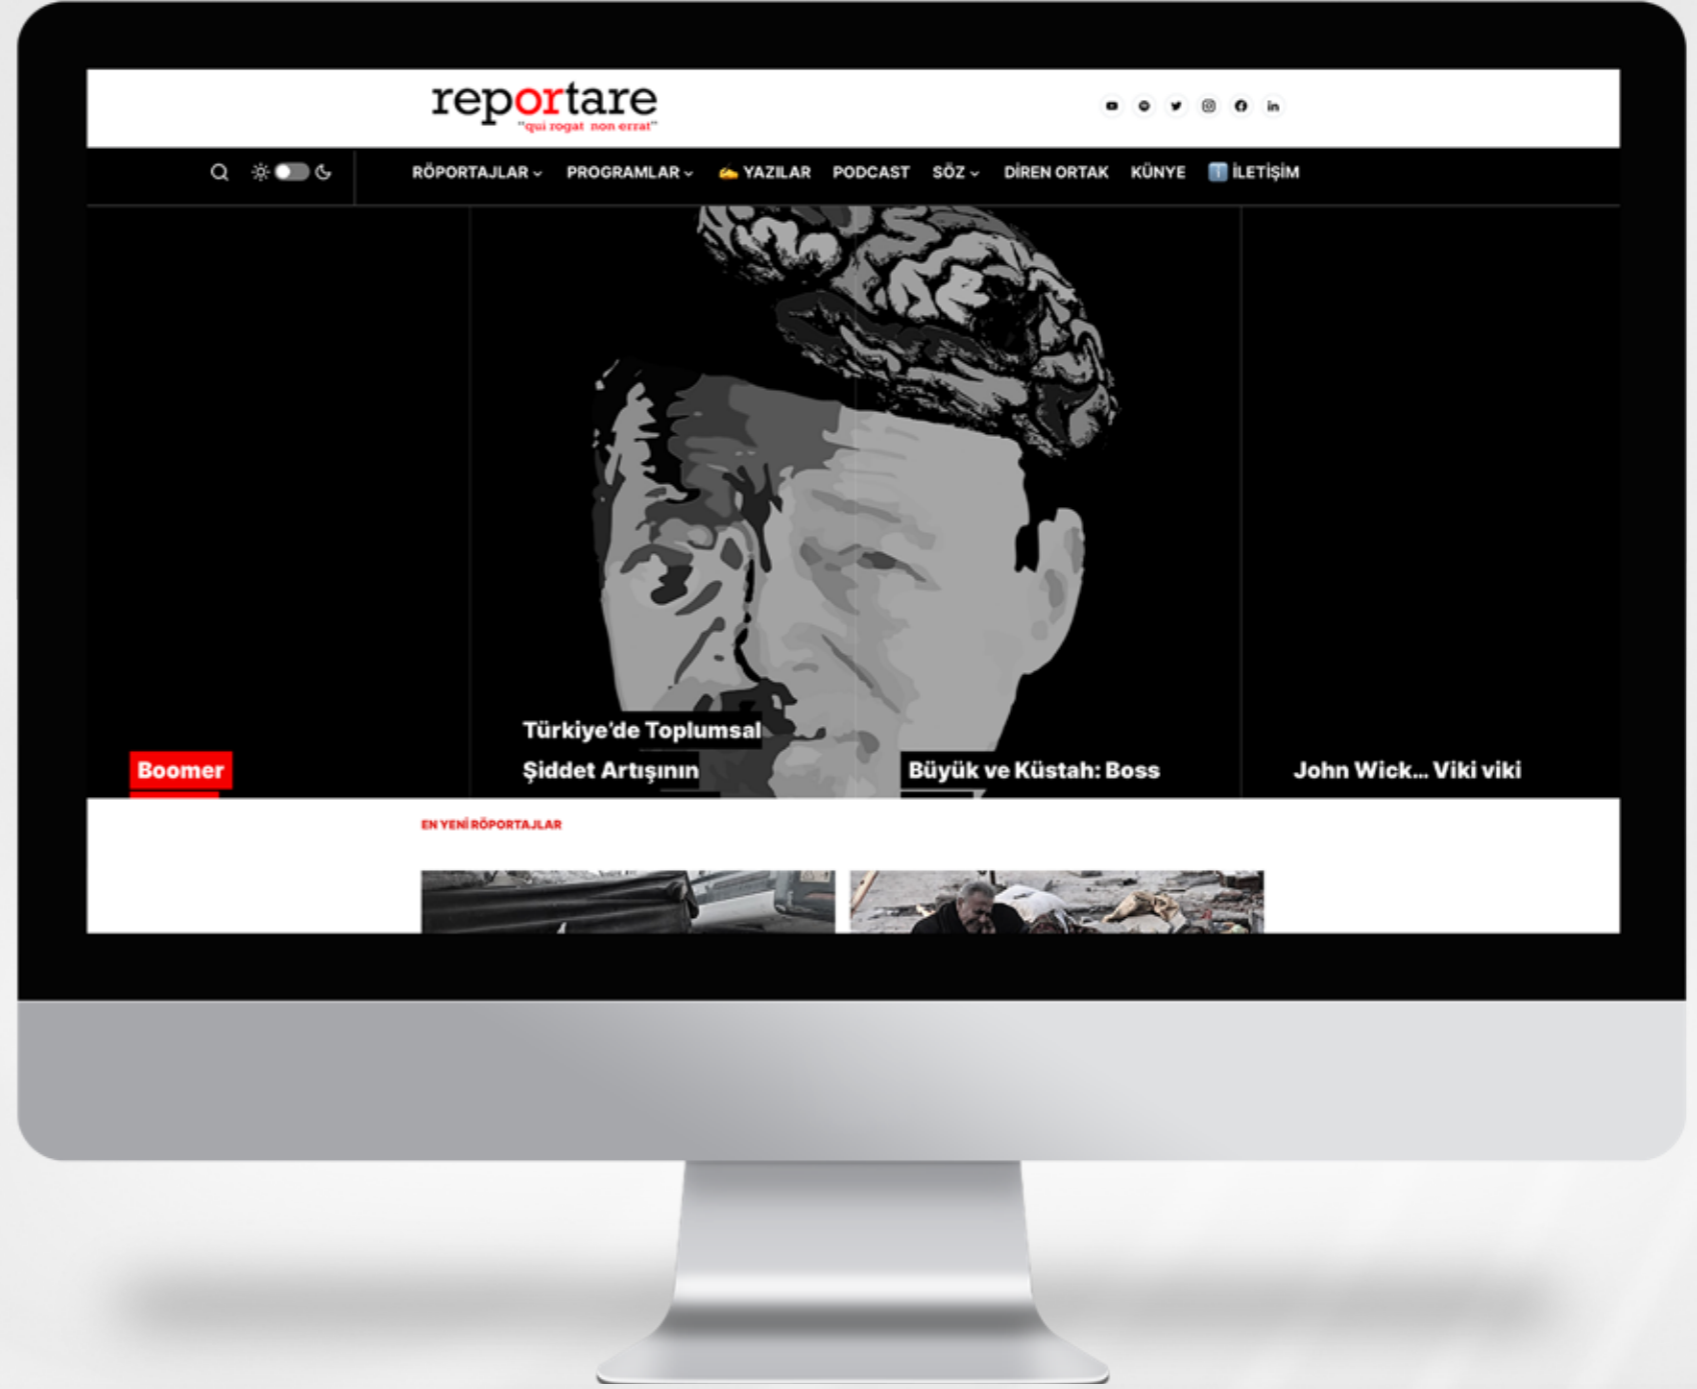 reportare
"qui rogat non errat"
RÖPORTAJLAR
PROGRAMLAR
YAZILAR
PODCAST
SÖZ
DİREN ORTAK
KÜNYE
İLETİŞİM
Boomer
Türkiye'de Toplumsal
Şiddet Artışının
Büyük ve Küstah: Boss
John Wick... Viki viki
EN YENİ RÖPORTAJLAR